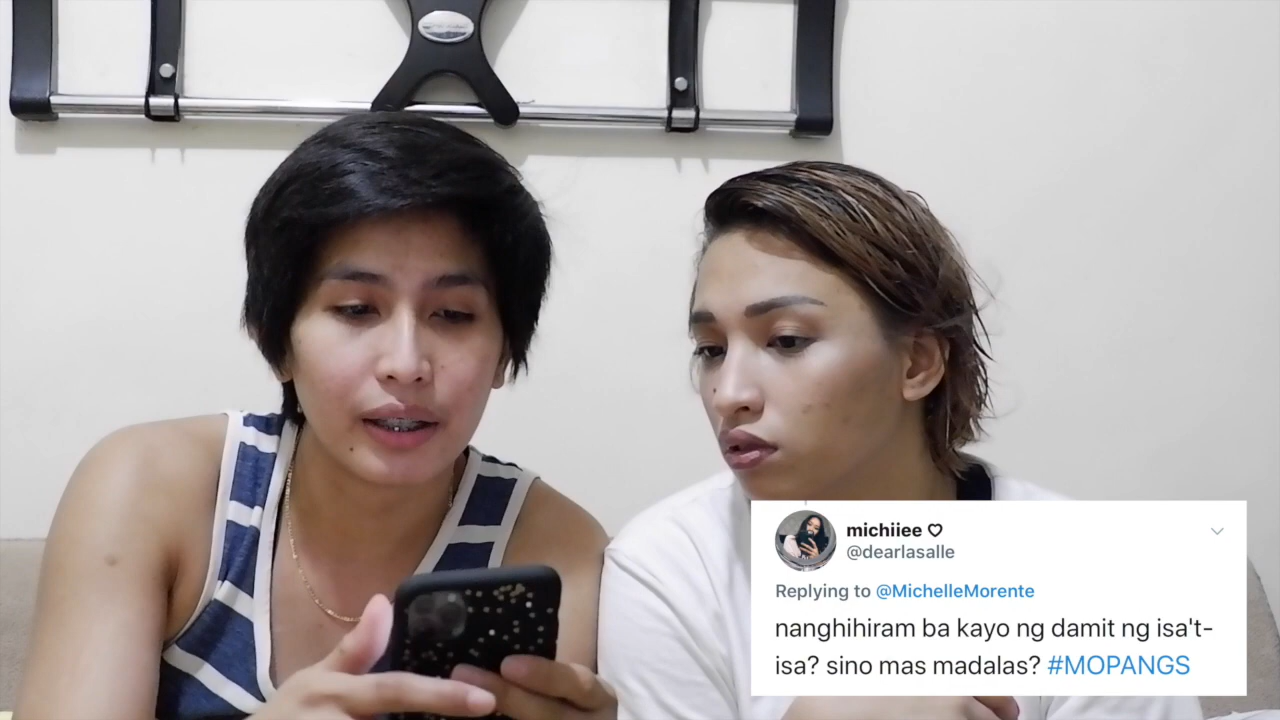 michiiee ♡
@dearlasalle
Replying to @MichelleMorente
nanghihiram ba kayo ng damit ng isa't-
isa? sino mas madalas? #MOPANGS